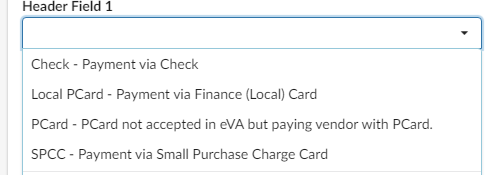 Header Field 1
Check - Payment via Check
Local PCard - Payment via Finance (Local) Card
PCard - PCard not accepted in eVA but paying vendor with PCard.
SPCC - Payment via Small Purchase Charge Card